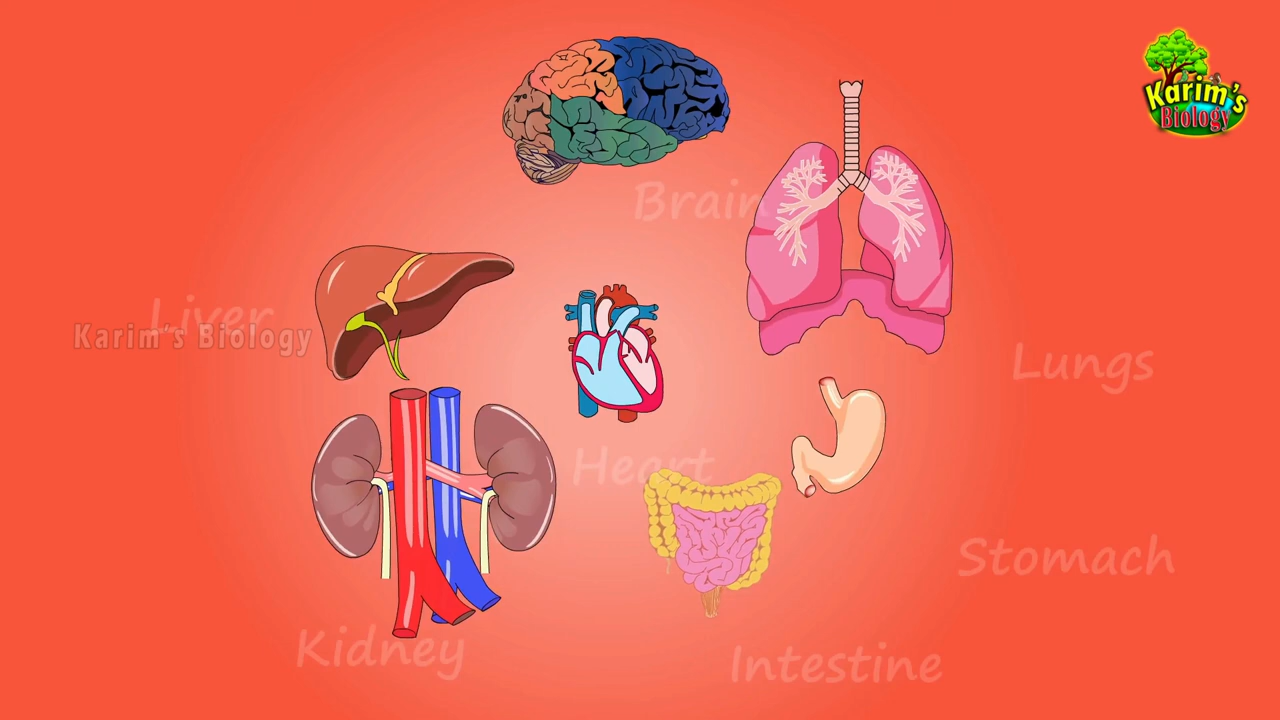 Karim's
Biology
Brain
Liver
Karim's Biology
Lungs
Heart
Stomach
Kidney
Intestine